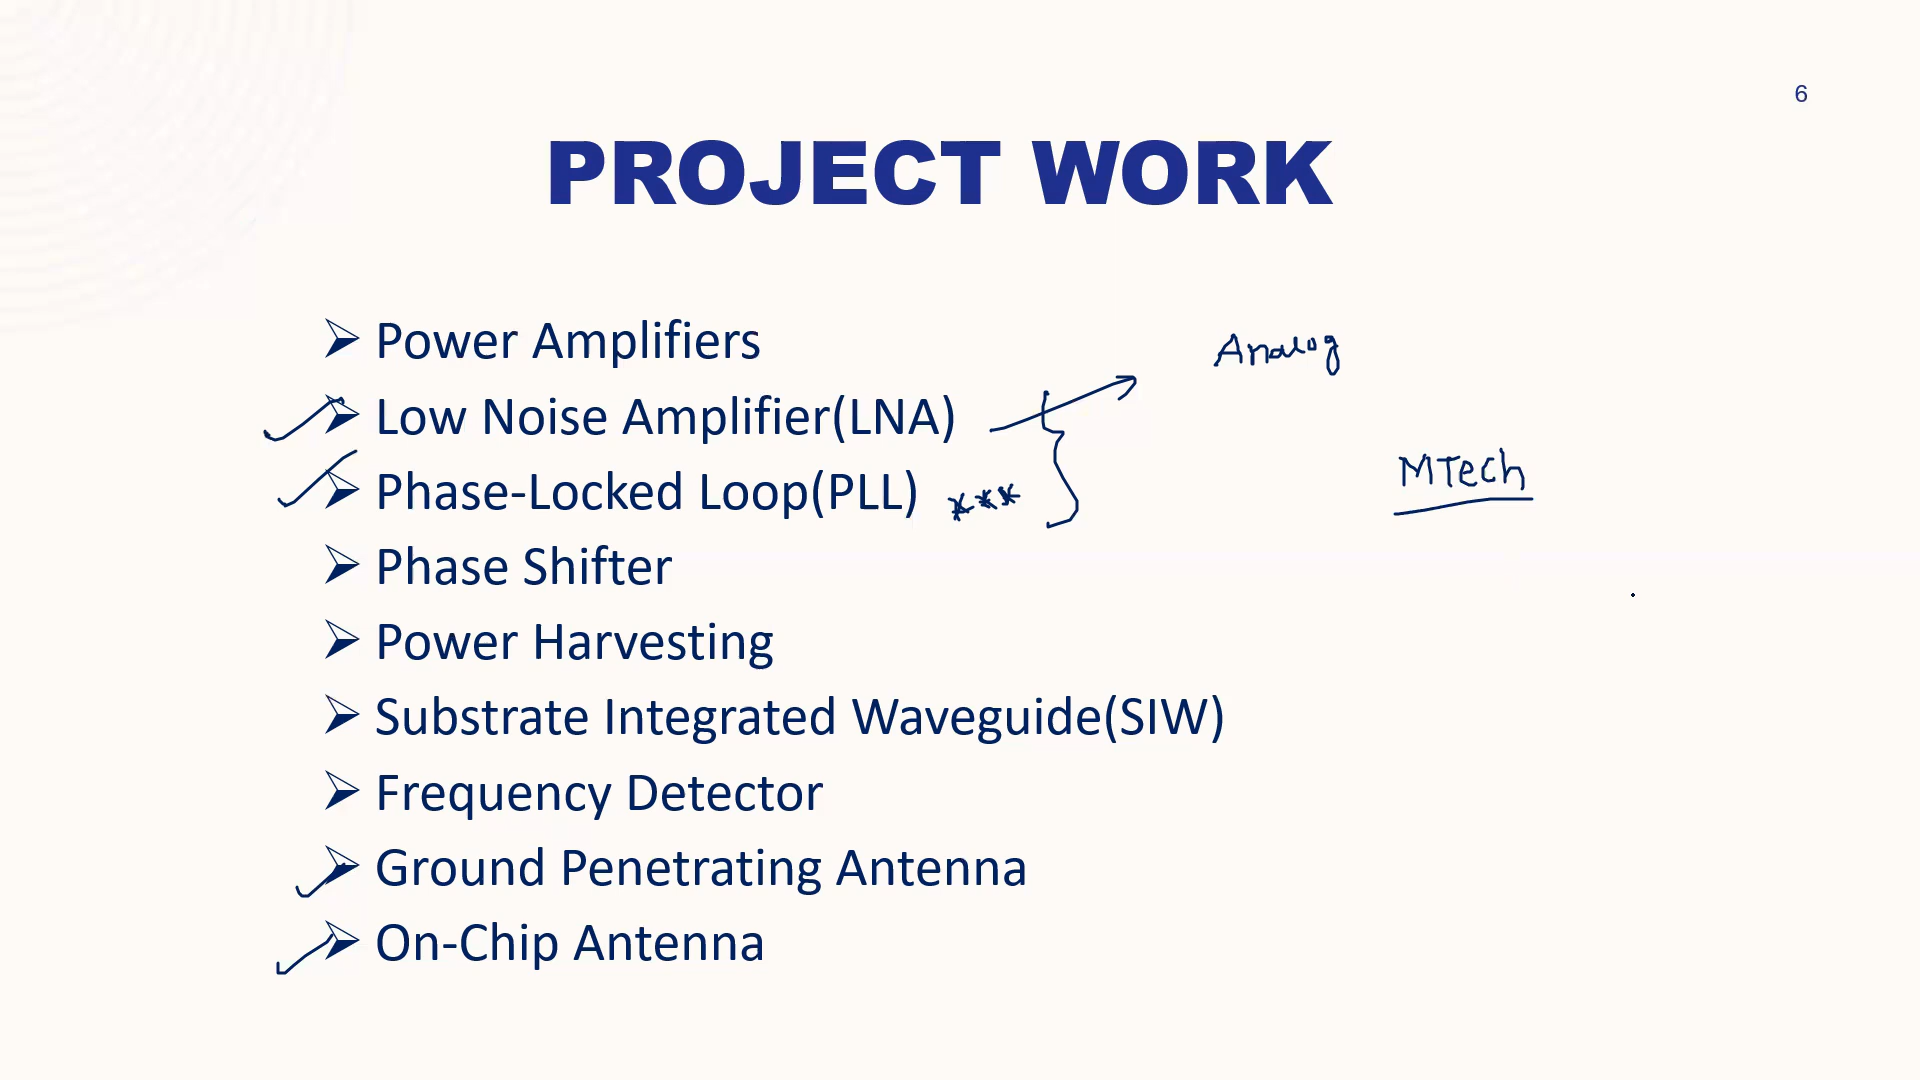 6
PROJECT WORK
Power Amplifiers
Analog
Low Noise Amplifier(LNA)
MTech
Phase-Locked Loop(PLL) ***
Phase Shifter
Power Harvesting
Substrate Integrated Waveguide(SIW)
Frequency Detector
Ground Penetrating Antenna
On-Chip Antenna